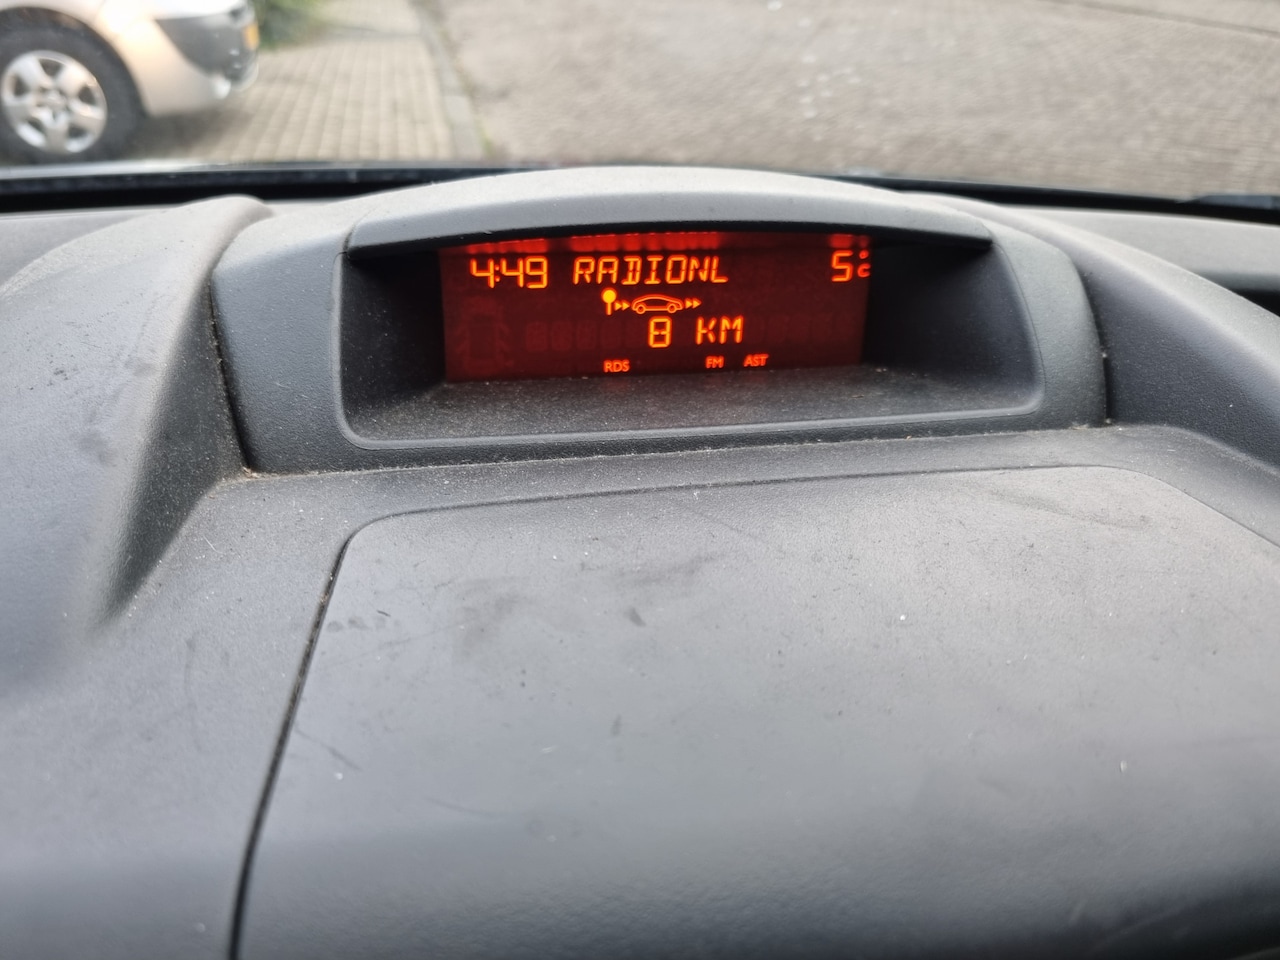 4:49 RADIONL 5
8 KM
RDS FM AST